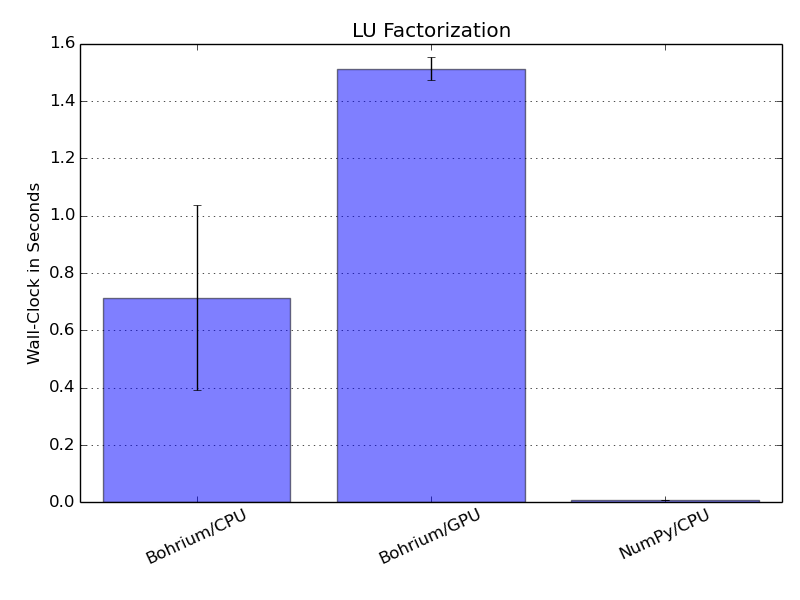 LU Factorization
Wall-Clock in Seconds
1.6
1.4
1.2
1.0
0.8
0.6
0.4
0.2
0.0
Bohrium/CPU
Bohrium/GPU
NumPy/CPU